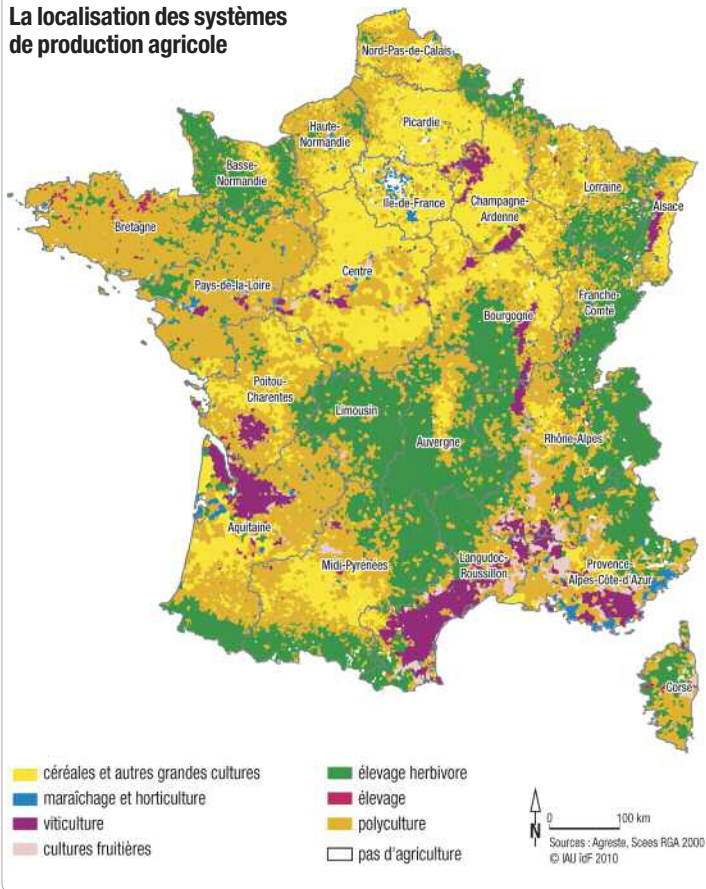 La localisation des systèmes
de production agricole
Nord-Pas-de-Calais
Picardie
Haute-
Normandie
Basse-
Normandie
Ile-de-France
Champagne-
Ardenne
Lorraine
Alsace
Bretagne
Pays-de-la-Loire
Centre
Bourgogne
Franche-
Comté
Poitou-
Charentes
Limousin
Auvergne
Rhône-Alpes
Aquitaine
Midi-Pyrénées
Langudoc-
Roussillon
Provence-
Alpes-Côte-d'Azur
Corse
céréales et autres grandes cultures
maraîchage et horticulture
viticulture
cultures fruitières
élevage herbivore
élevage
polyculture
pas d'agriculture
N
0 100 km
Sources : Agreste, Scees RGA 2000
© IAU îdF 2010